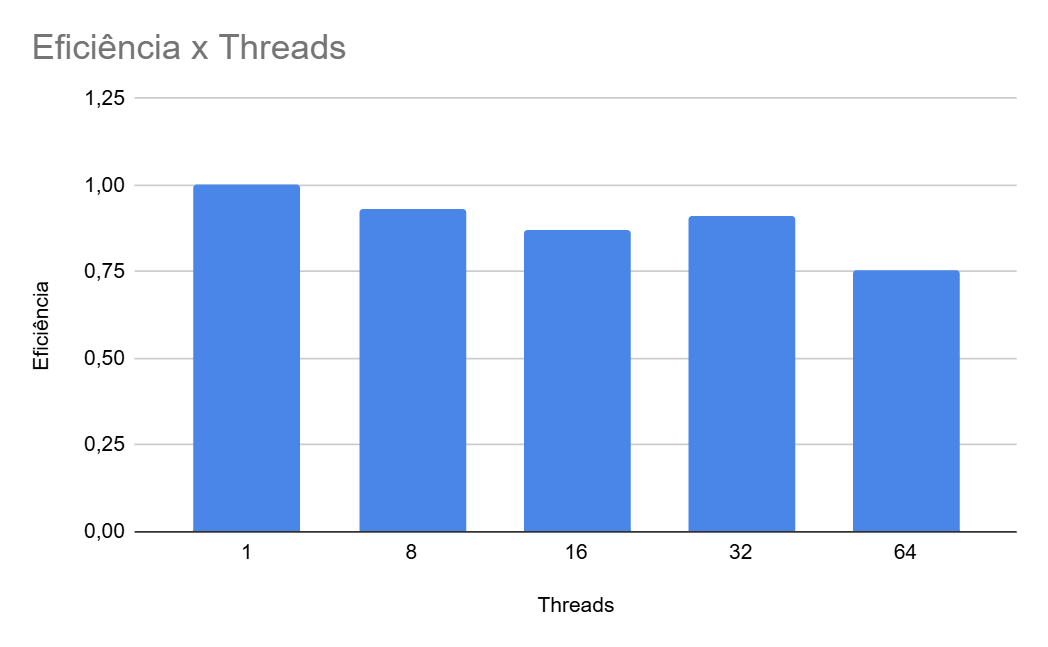 Eficiência x Threads
1,25
1,00
0,75
0,50
0,25
0,00
Eficiência
1 8 16 32 64
Threads